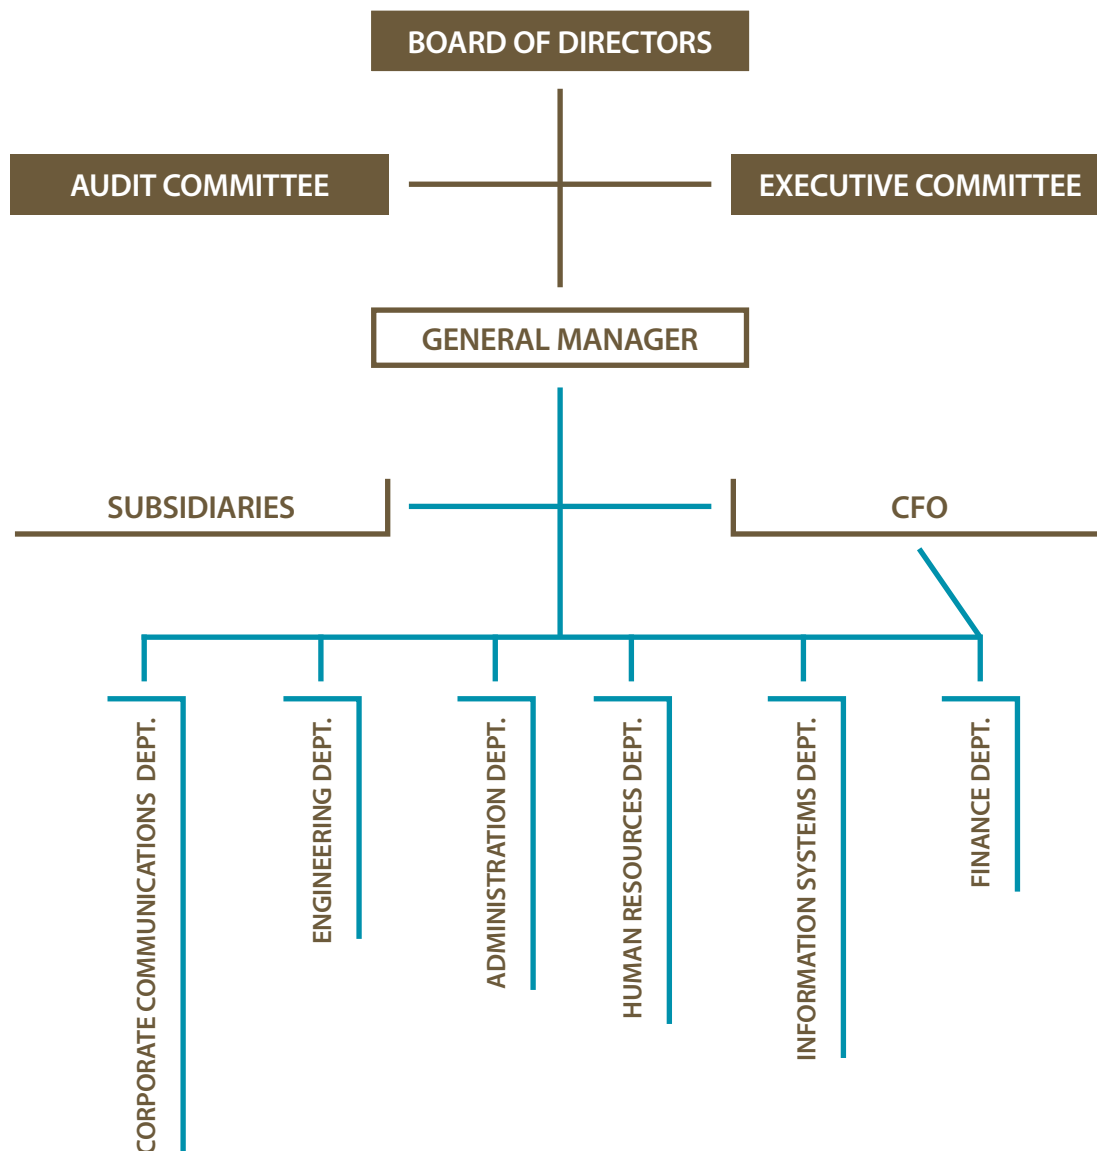 BOARD OF DIRECTORS
AUDIT COMMITTEE
EXECUTIVE COMMITTEE
GENERAL MANAGER
SUBSIDIARIES
CFO
CORPORATE COMMUNICATIONS DEPT.
ENGINEERING DEPT.
ADMINISTRATION DEPT.
HUMAN RESOURCES DEPT.
INFORMATION SYSTEMS DEPT.
FINANCE DEPT.